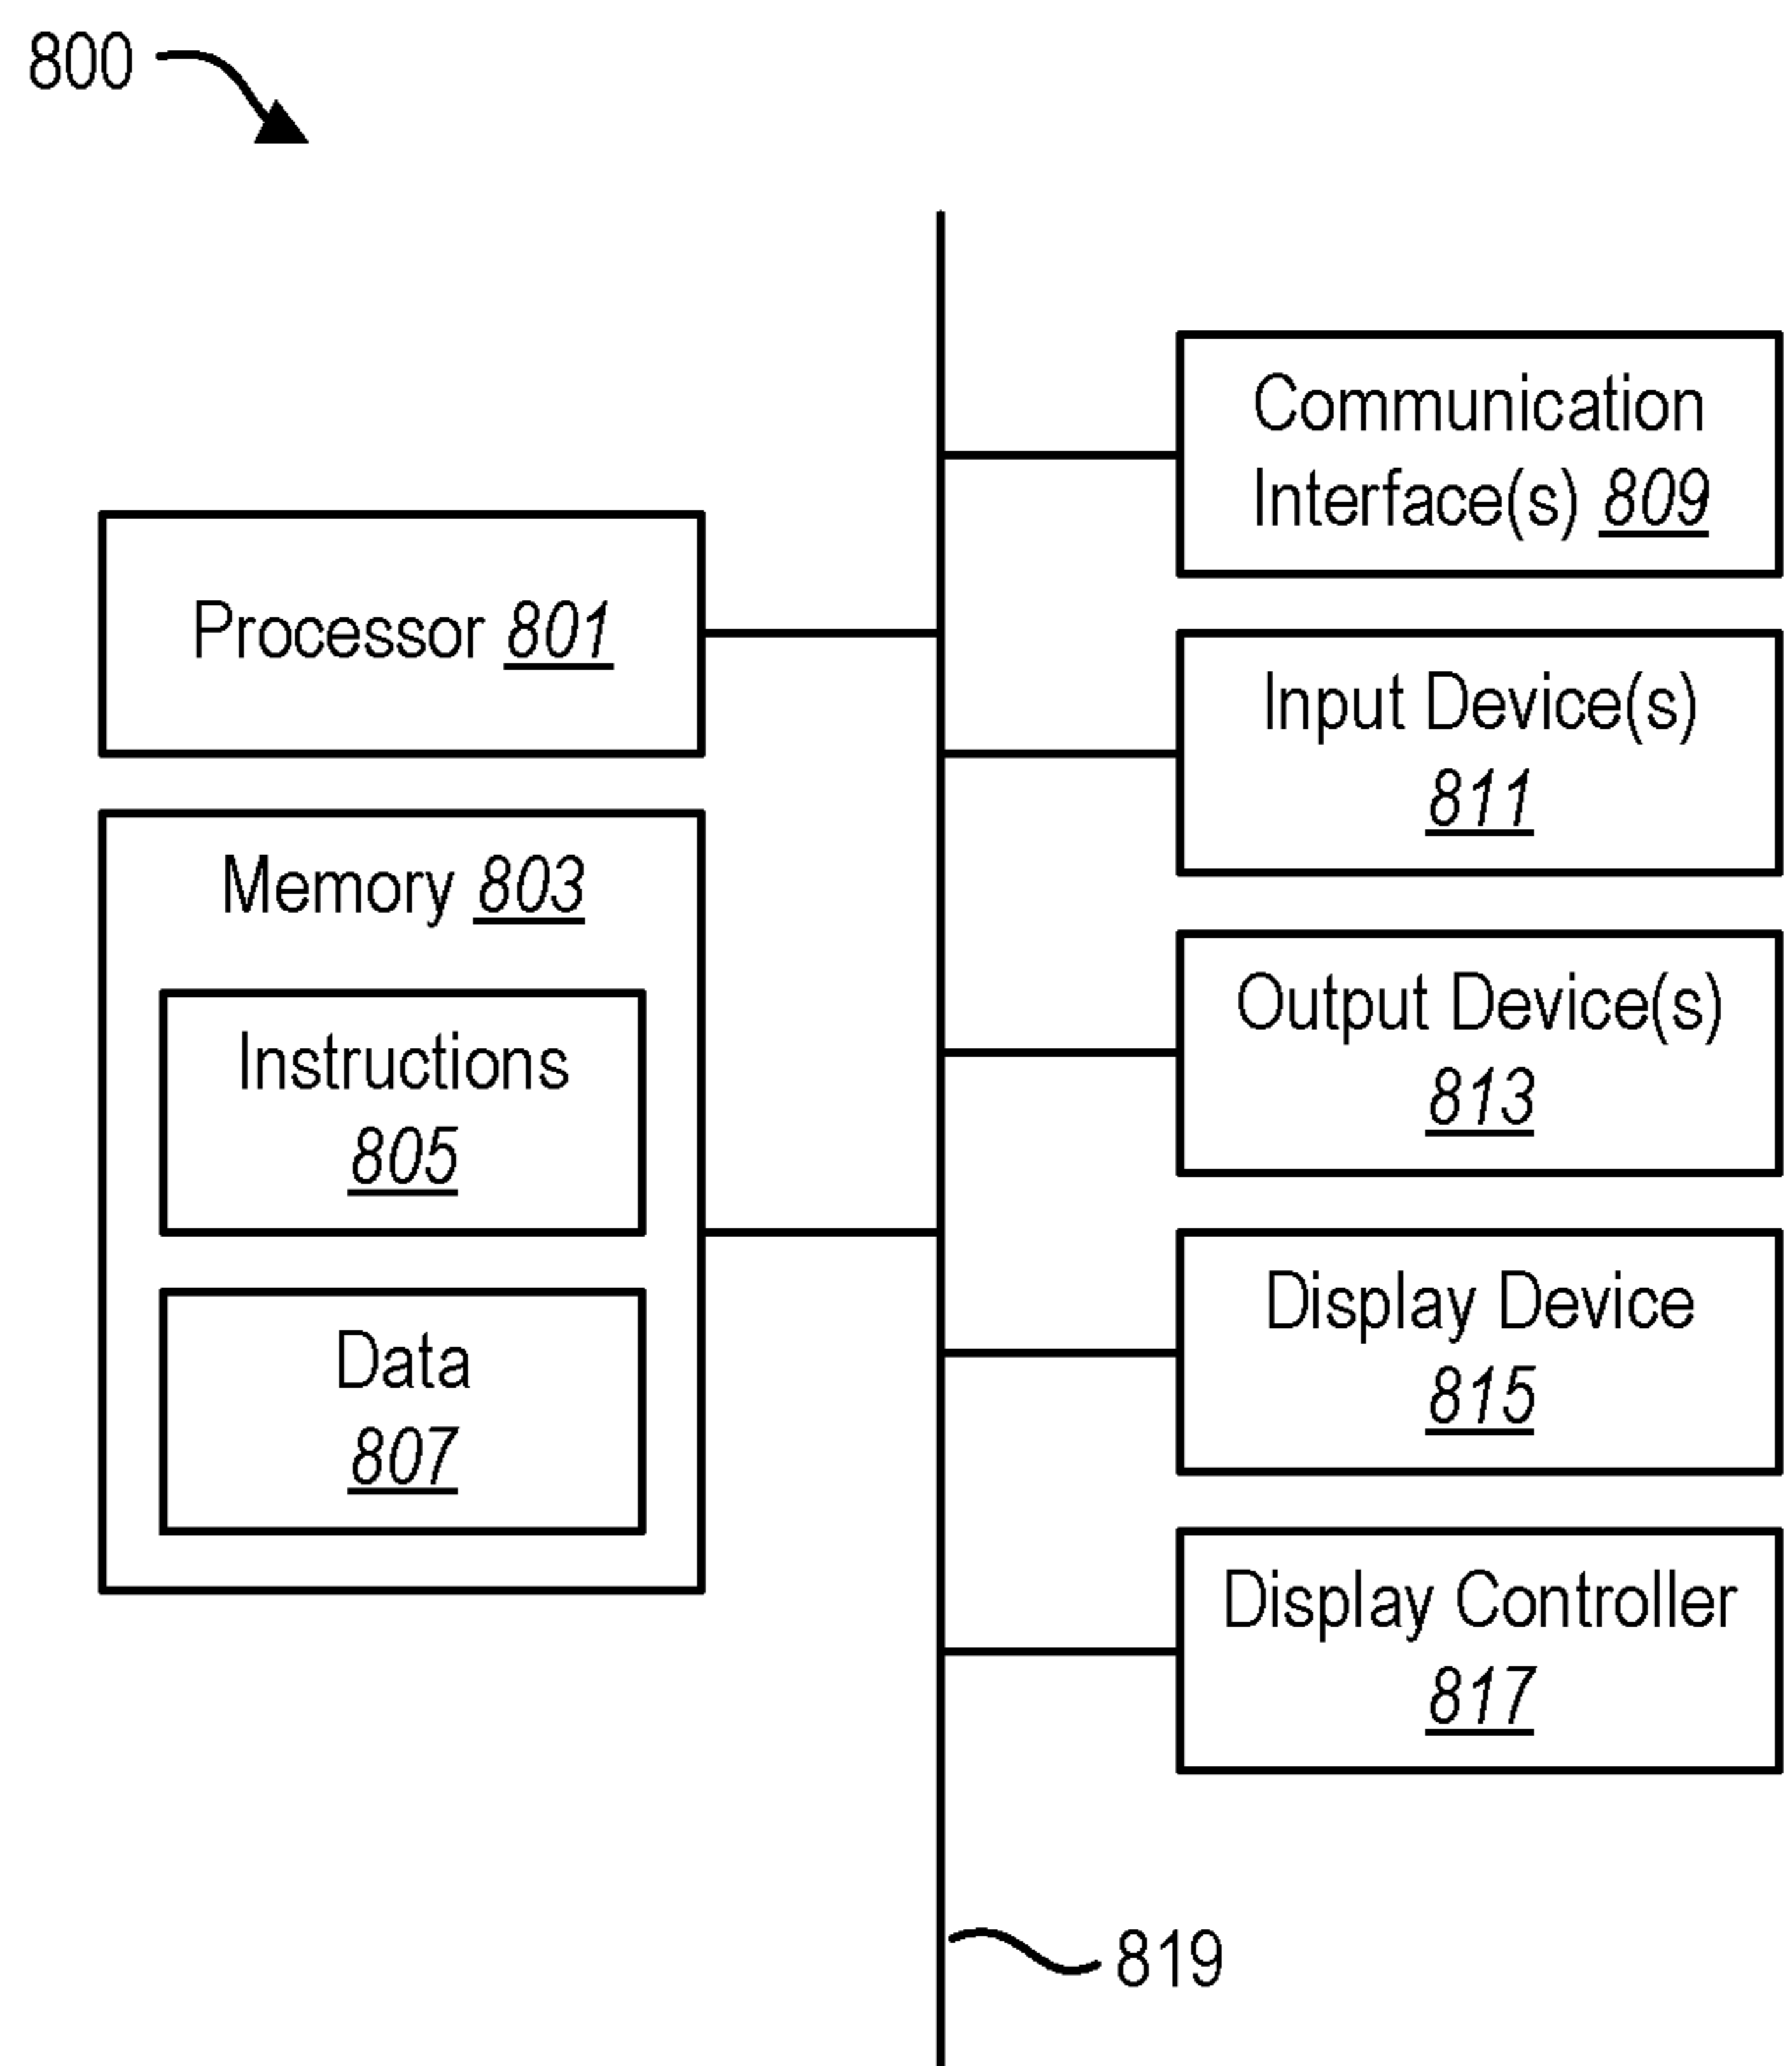 800
Communication
Interface(s) 809
Processor 801
Input Device(s)
811
Memory 803
Instructions
805
Data
807
Output Device(s)
813
Display Device
815
Display Controller
817
819